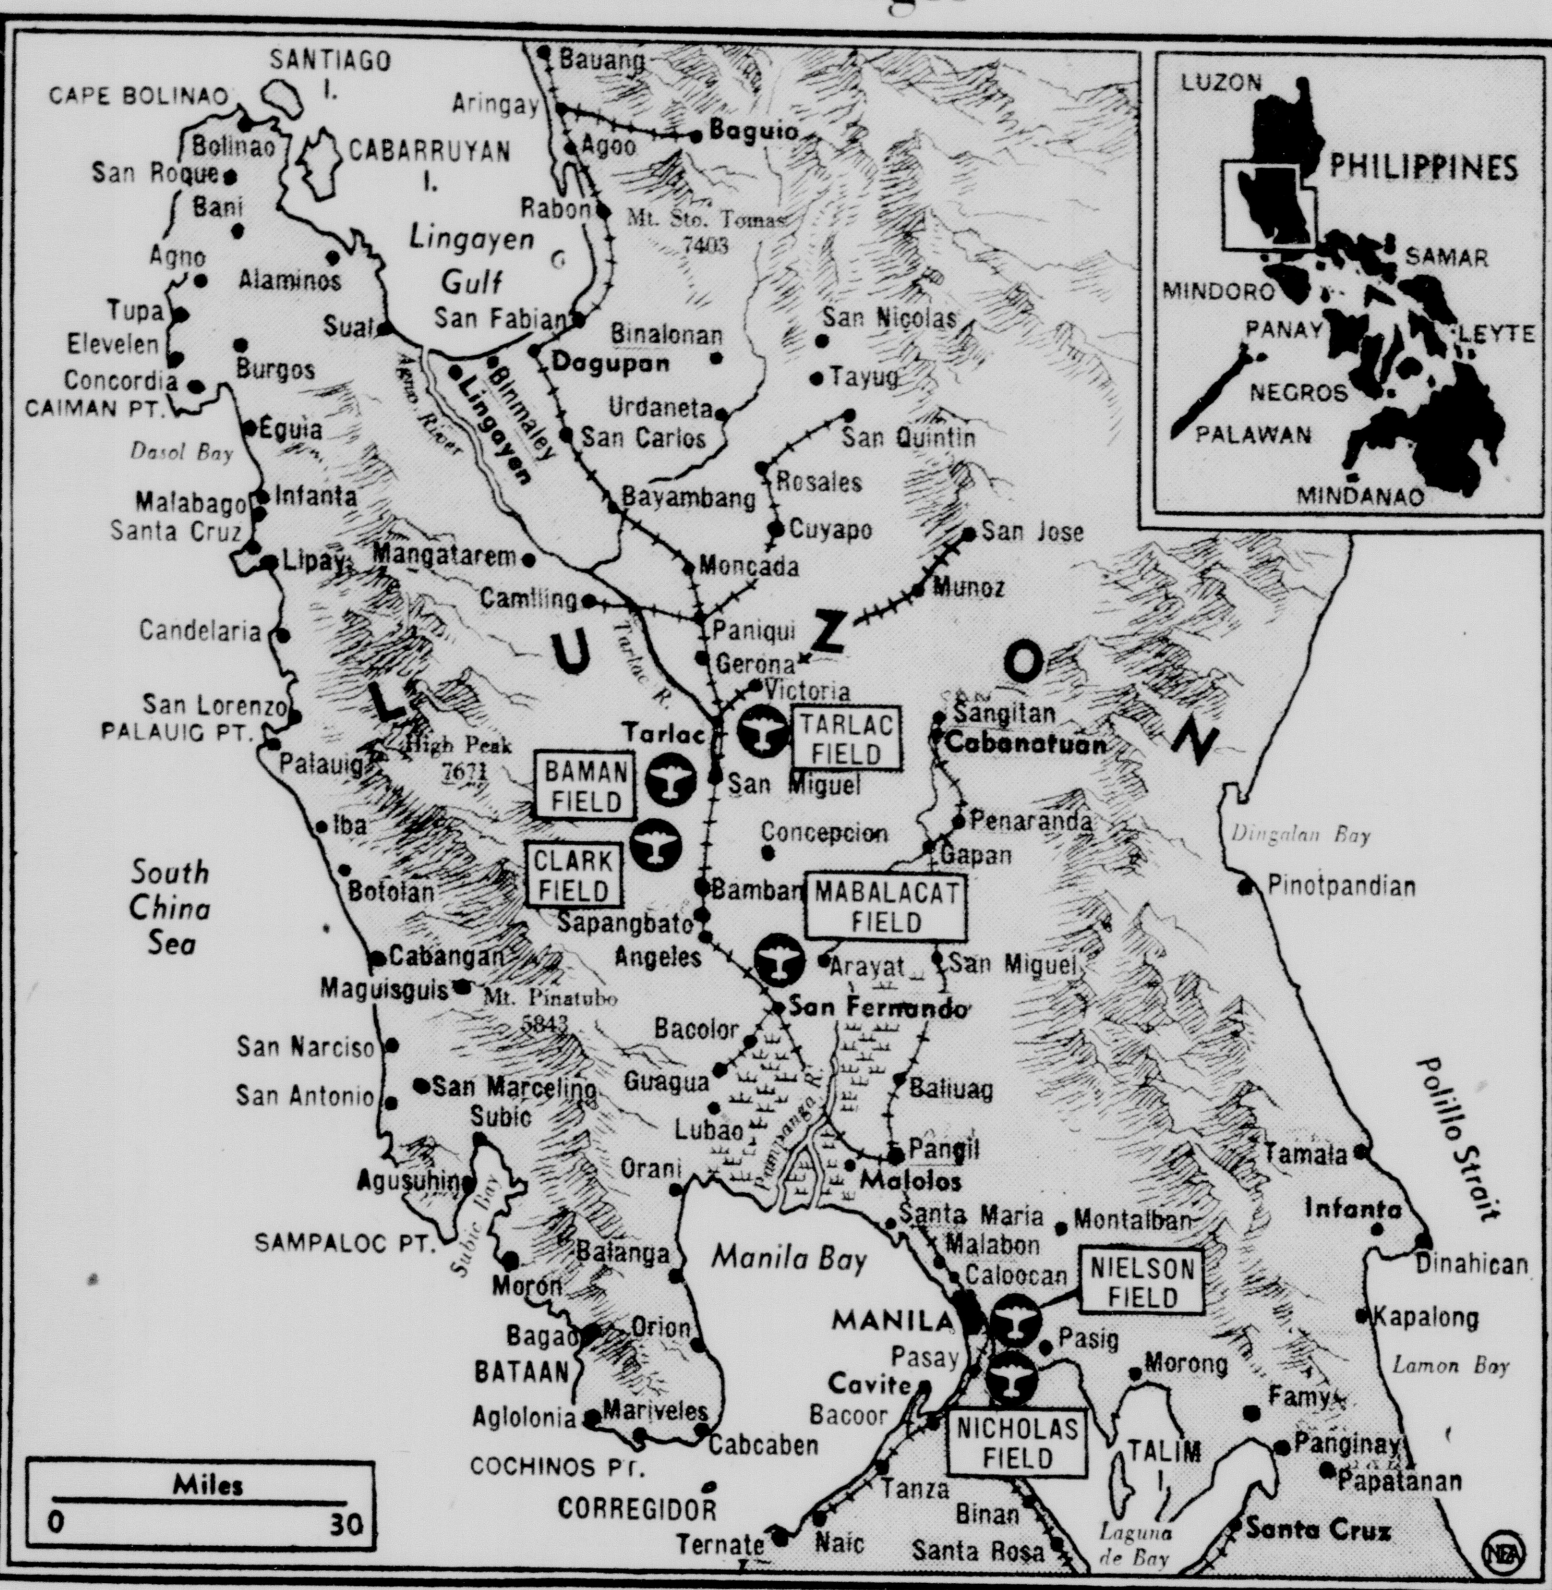 SANTIAGO
I.
CAPE BOLINAO
Bolinao
CABARRUYAN
I.
San Roque
Bani
Agno
Alaminos
Tupa
Elevelen
Burgos
Concordia
CAIMAN PT.
Sual
Lingayen
Gulf
Bauang
Aringay
Baguio
Agoo
Rabon
Mt. Sto. Tomas
7403
San Fabian
Binalonan
San Nicolas
Dagupan
Tayug
Binmaley
Lingayen
Agno River
Urdaneta
San Carlos
San Quintin
Rosales
Bayambang
Cuyapo
San Jose
Eguia
Dasol Bay
Infanta
Malabago
Santa Cruz
Lipay
Mangatarem
Moncada
Munoz
Camiling
Paniqui
Candelaria
L
U
Z
O
N
Tarlac R.
Gerona
Victoria
San Lorenzo
PALAUIG PT.
Palauig
High Peak
7671
Tarlac
TARLAC
FIELD
Sangitan
Cabanatuan
BAMAN
FIELD
San Miguel
Iba
Concepcion
Penaranda
Gapan
CLARK
FIELD
Botolan
Bamban
MABALACAT
FIELD
Sapangbato
Angeles
Arayat
San Miguel
South
China
Sea
Cabangan
Maguisguis
Mt. Pinatubo
5843
San Fernando
Bacolor
San Narciso
San Antonio
San Marcelino
Subic
Guagua
Baliuag
Lubao
Pampanga R.
Pangil
Malolos
Agusuhin
Orani
Subic Bay
SAMPALOC PT.
Santa Maria
Montalban
Malabon
Caloocan
Manila Bay
Balanga
Moron
NIELSON
FIELD
MANILA
Pasig
Bagac
Orion
BATAAN
Pasay
Cavite
Bacoor
Morong
Aglolonia
Mariveles
Cabcaben
NICHOLAS
FIELD
TALIM
I.
Famy
Panginay
Papatanan
COCHINOS PT.
CORREGIDOR
Tanza
Ternate
Naic
Binan
Santa Rosa
Laguna
de Bay
Santa Cruz
Dingalan Bay
Pinotpandian
Polillo Strait
Tamala
Infanta
Dinahican
Kapalong
Lamon Bay
Miles
0 30
LUZON
PHILIPPINES
SAMAR
MINDORO
PANAY
LEYTE
NEGROS
PALAWAN
MINDANAO
NEA